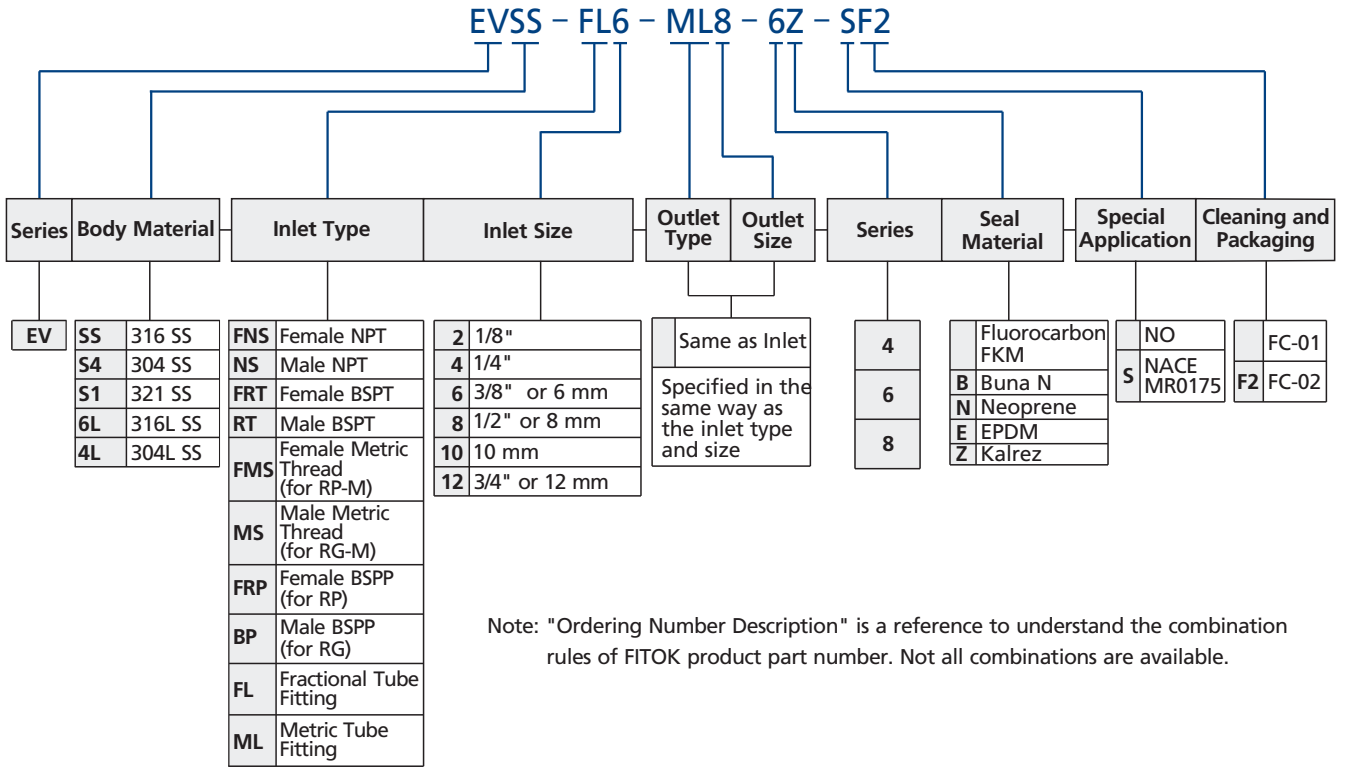 EVSS – FL6 – ML8 – 6Z – SF2
Series
Body Material
Inlet Type
Inlet Size
Outlet
Type
Outlet
Size
Series
Seal
Material
Special
Application
Cleaning and
Packaging
EV
SS 316 SS
S4 304 SS
S1 321 SS
6L 316L SS
4L 304L SS
FNS Female NPT
NS Male NPT
FRT Female BSPT
RT Male BSPT
FMS Female Metric
Thread
(for RP-M)
MS Male Metric
Thread
(for RG-M)
FRP Female BSPP
(for RP)
BP Male BSPP
(for RG)
FL Fractional Tube
Fitting
ML Metric Tube
Fitting
2 1/8"
4 1/4"
6 3/8" or 6 mm
8 1/2" or 8 mm
10 10 mm
12 3/4" or 12 mm
Same as Inlet
Specified in the
same way as
the inlet type
and size
4
6
8
Fluorocarbon
FKM
B Buna N
N Neoprene
E EPDM
Z Kalrez
NO
S NACE
MR0175
FC-01
F2 FC-02
Note: "Ordering Number Description" is a reference to understand the combination
rules of FITOK product part number. Not all combinations are available.